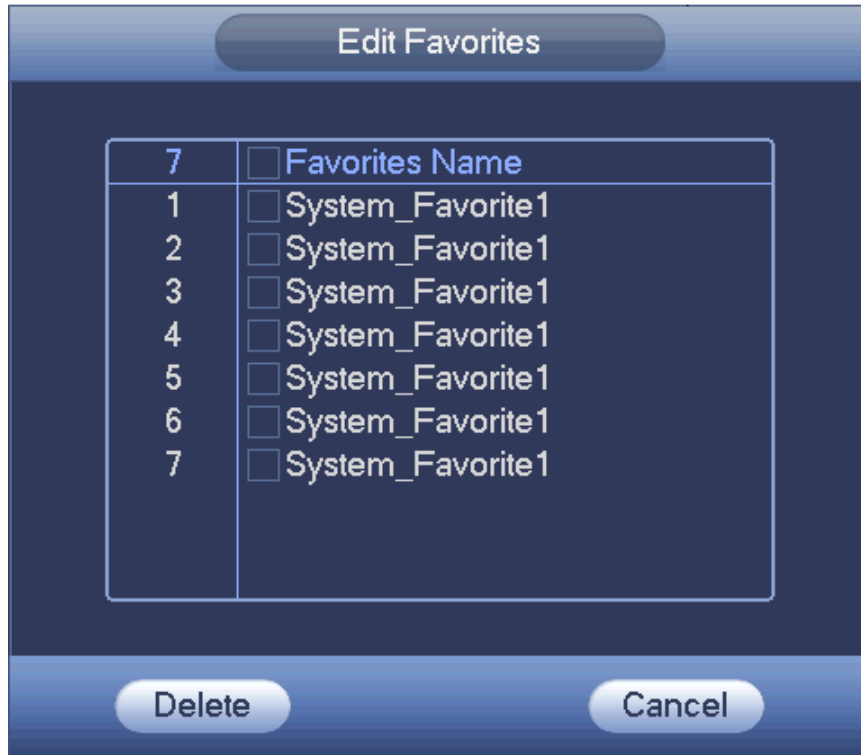 Edit Favorites
7 Favorites Name
1 System_Favorite1
2 System_Favorite1
3 System_Favorite1
4 System_Favorite1
5 System_Favorite1
6 System_Favorite1
7 System_Favorite1
Delete Cancel